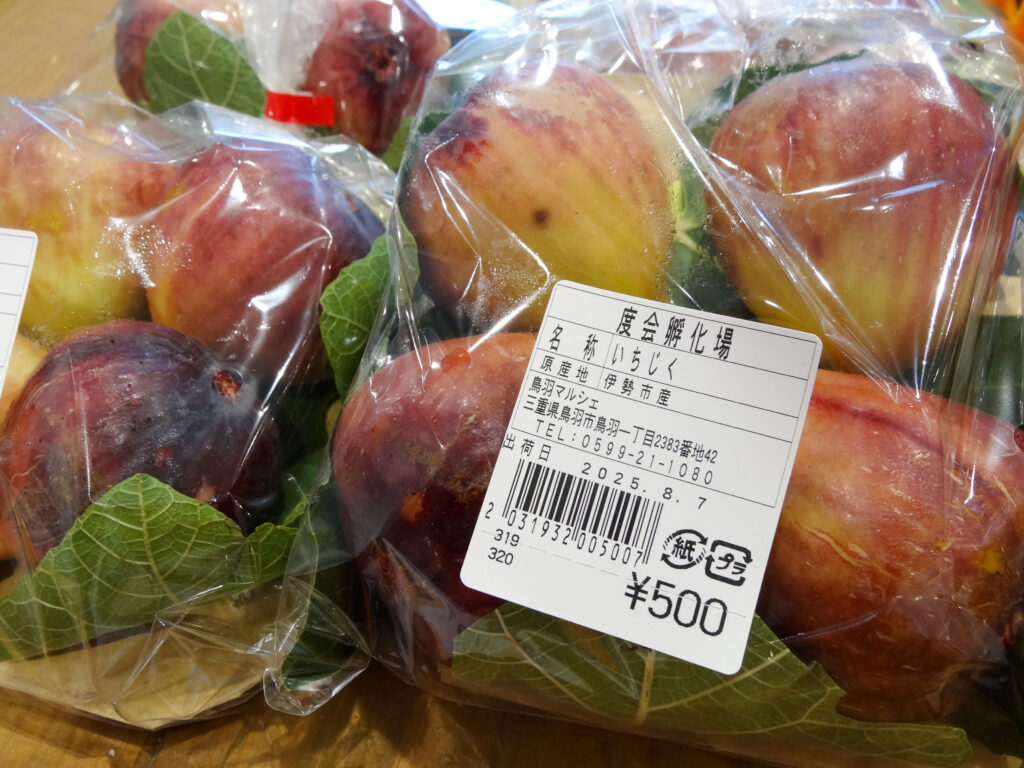 度会孵化場
名称 いちじく
原産地 伊勢市産
鳥羽マルシェ
三重県鳥羽市鳥羽一丁目2383番地42
TEL:0599-21-1080
出荷日 2025.8.7
2 031932 005007
319
320
紙 プラ
¥500